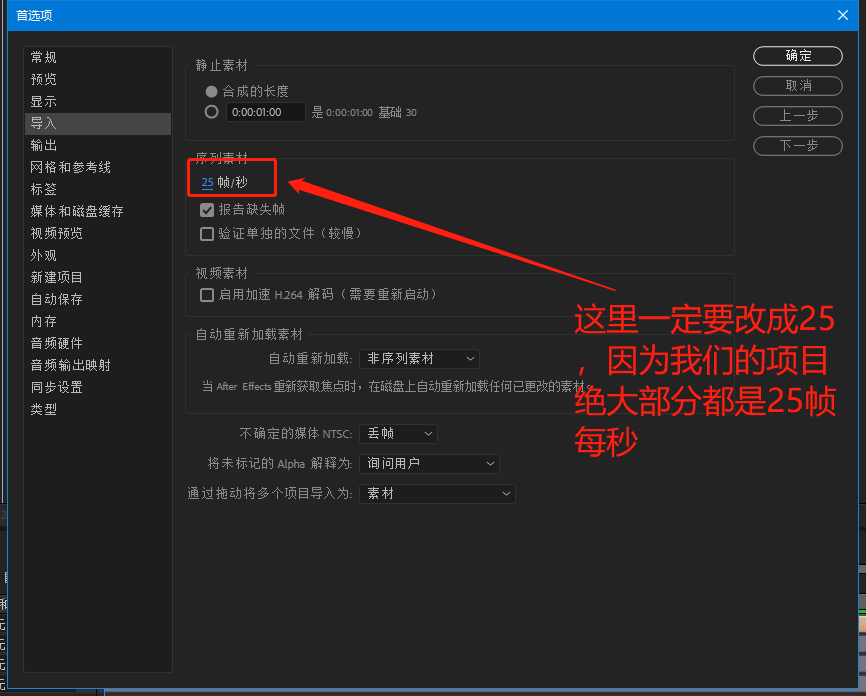 首选项
常规
预览
显示
导入
输出
网格和参考线
标签
媒体和磁盘缓存
视频预览
外观
新建项目
自动保存
内存
音频硬件
音频输出映射
同步设置
类型
静止素材
合成的长度
0:00:01:00 是 0:00:01:00 基础 30
序列素材
25 帧/秒
报告缺失帧
验证单独的文件（较慢）
视频素材
启用加速 H.264 解码（需要重新启动）
自动重新加载素材
自动重新加载: 非序列素材
当 After Effects 重新获取焦点时，在磁盘上自动重新加载任何已更改的素材。
不确定的媒体 NTSC: 丢帧
将未标记的 Alpha 解释为: 询问用户
通过拖动将多个项目导入为: 素材
确定
取消
上一步
下一步
这里一定要改成25
，因为我们的项目
绝大部分都是25帧
每秒